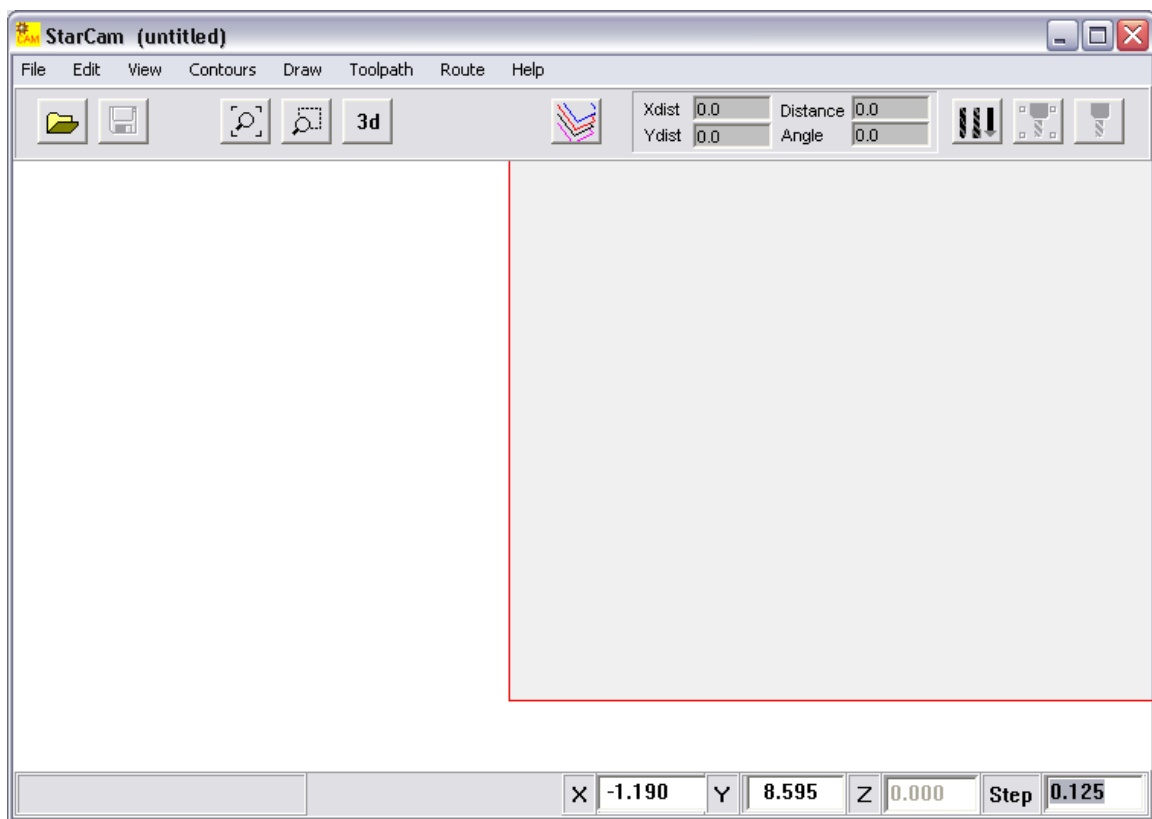 CAM StarCam (untitled)
File Edit View Contours Draw Toolpath Route Help
3d
Xdist 0.0 Distance 0.0
Ydist 0.0 Angle 0.0
X -1.190 Y 8.595 Z 0.000 Step 0.125